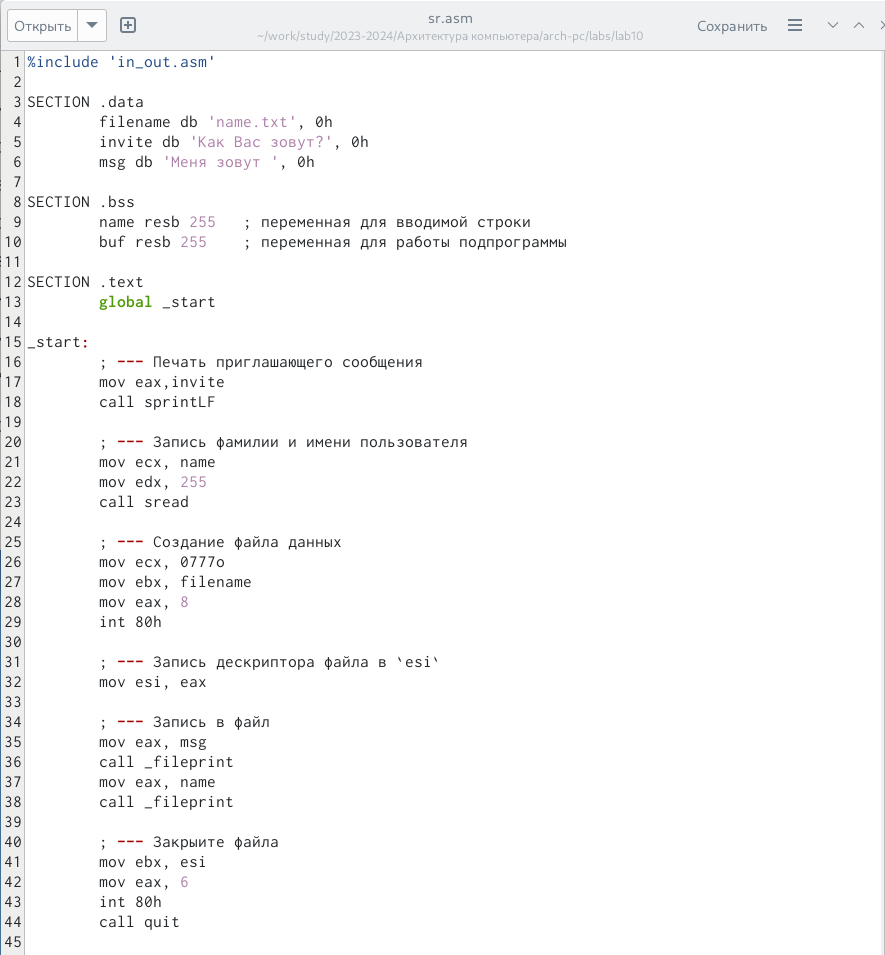 Открыть
sr.asm
~/work/study/2023-2024/Архитектура компьютера/arch-pc/labs/lab10
Сохранить
1 %include 'in_out.asm'
2
3 SECTION .data
4 filename db 'name.txt', 0h
5 invite db 'Как Вас зовут?', 0h
6 msg db 'Меня зовут ', 0h
7
8 SECTION .bss
9 name resb 255 ; переменная для вводимой строки
10 buf resb 255 ; переменная для работы подпрограммы
11
12 SECTION .text
13 global _start
14
15 _start:
16 ; --- Печать приглашающего сообщения
17 mov eax,invite
18 call sprintLF
19
20 ; --- Запись фамилии и имени пользователя
21 mov ecx, name
22 mov edx, 255
23 call sread
24
25 ; --- Создание файла данных
26 mov ecx, 0777o
27 mov ebx, filename
28 mov eax, 8
29 int 80h
30
31 ; --- Запись дескриптора файла в `esi`
32 mov esi, eax
33
34 ; --- Запись в файл
35 mov eax, msg
36 call _fileprint
37 mov eax, name
38 call _fileprint
39
40 ; --- Закрыите файла
41 mov ebx, esi
42 mov eax, 6
43 int 80h
44 call quit
45